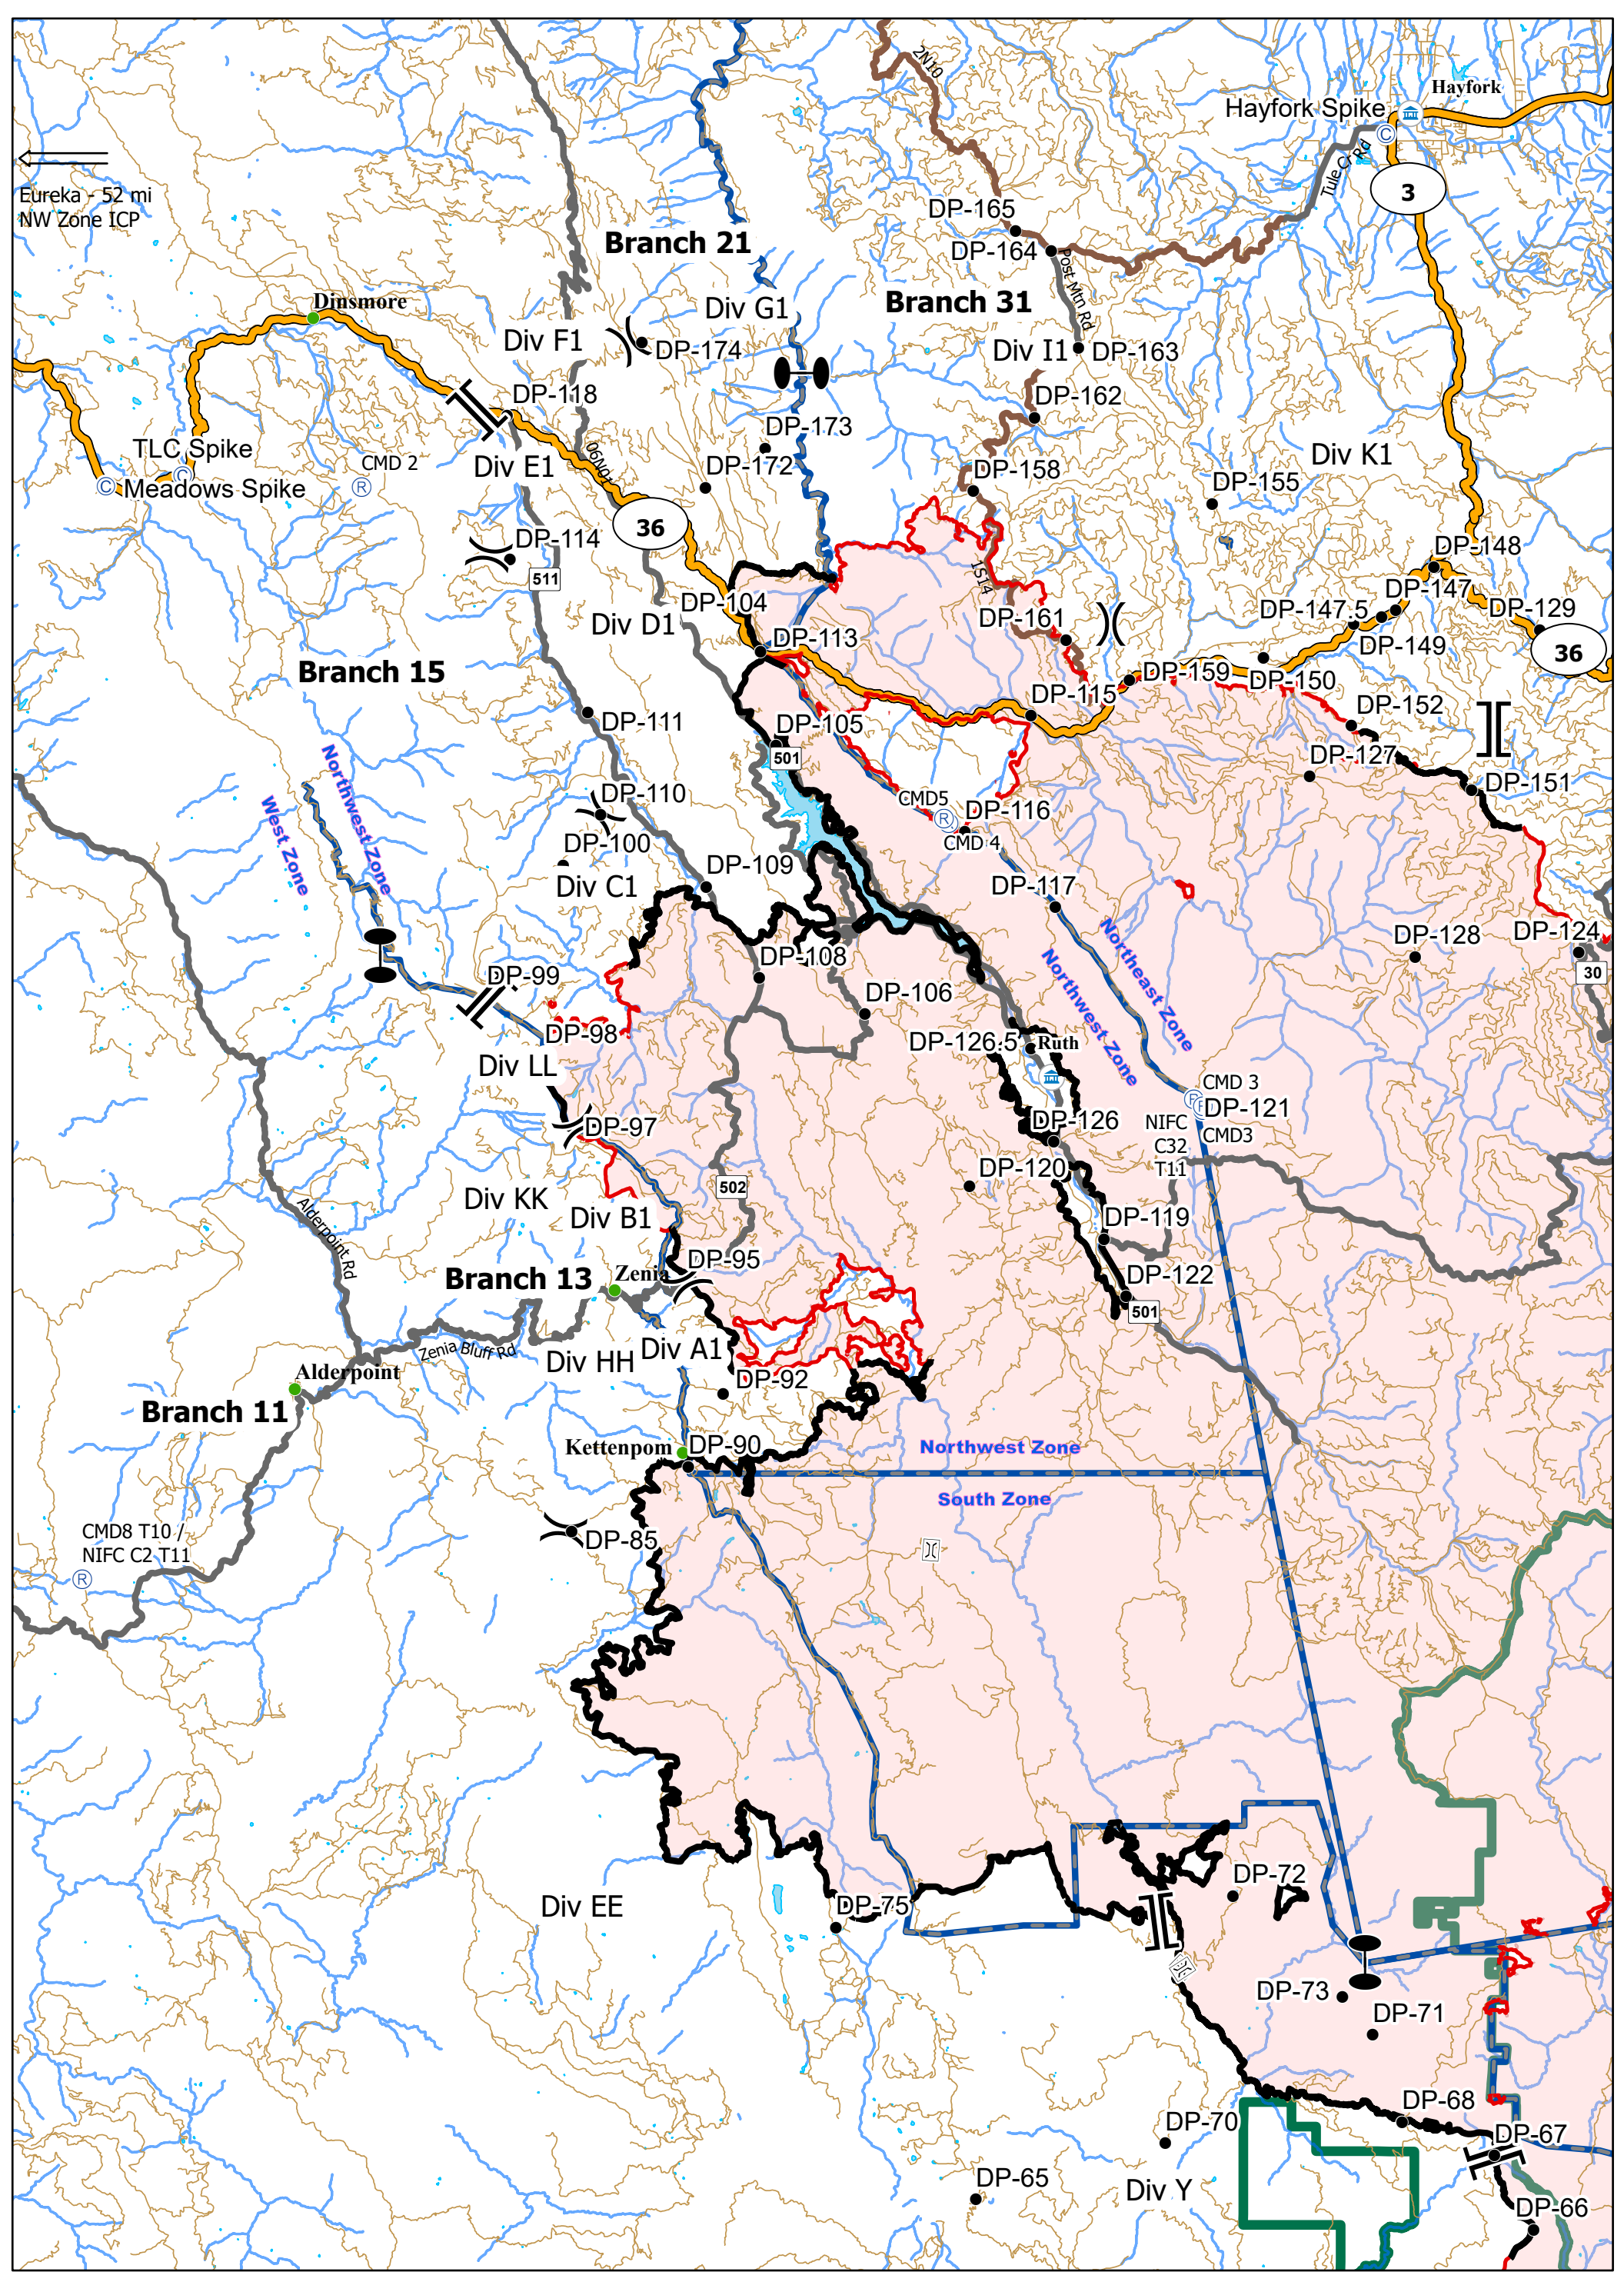 2N10
Hayfork
Hayfork Spike
Tule Cr Rd
3
Eureka - 52 mi
NW Zone ICP
DP-165
Branch 21
DP-164
Post Mtn Rd
Dinsmore
Div G1
Branch 31
Div F1
DP-174
Div I1
DP-163
DP-118
DP-162
DP-173
TLC Spike
CMD 2
Div E1
06N01
DP-172
DP-158
Div K1
DP-155
Meadows Spike
36
DP-114
DP-148
511
1S14
DP-147
DP-104
DP-161
DP-147.5
DP-129
Div D1
DP-113
DP-149
36
Branch 15
DP-159
DP-150
DP-115
DP-152
DP-111
DP-105
501
DP-127
Northwest Zone
West Zone
DP-151
DP-110
CMD5
DP-116
DP-100
CMD 4
DP-109
Div C1
DP-117
DP-124
DP-128
DP-108
Northeast Zone
Northwest Zone
30
DP-99
DP-106
DP-98
DP-126.5
Ruth
Div LL
CMD 3
DP-121
DP-97
DP-126
NIFC
C32
T11
CMD3
DP-120
502
Div KK
Div B1
DP-119
Alderpoint Rd
DP-95
Branch 13
Zenia
DP-122
501
Zenia Bluff Rd
Div HH
Div A1
Alderpoint
DP-92
Branch 11
Kettenpom
DP-90
Northwest Zone
South Zone
CMD8 T10 /
NIFC C2 T11
DP-85
DP-72
Div EE
DP-75
DP-73
DP-71
DP-68
DP-70
DP-67
DP-65
Div Y
DP-66